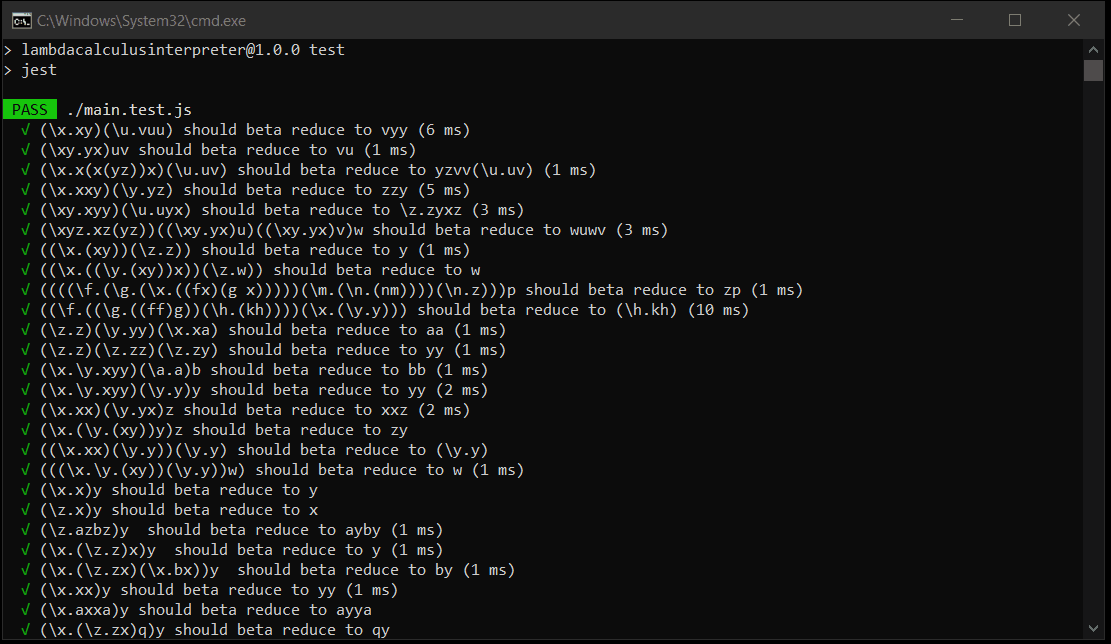 C:\Windows\System32\cmd.exe
> lambdacalculusinterpreter@1.0.0 test
> jest
PASS ./main.test.js
√ (\x.xy)(\u.vuu) should beta reduce to vyy (6 ms)
√ (\xy.yx)uv should beta reduce to vu (1 ms)
√ (\x.x(x(yz))x)(\u.uv) should beta reduce to yzvv(\u.uv) (1 ms)
√ (\x.xxy)(\y.yz) should beta reduce to zzy (5 ms)
√ (\xy.xyy)(\u.uyx) should beta reduce to \z.zyxz (3 ms)
√ (\xyz.xz(yz))((\xy.yx)u)((\xy.yx)v)w should beta reduce to wuwv (3 ms)
√ ((\x.(xy))(\z.z)) should beta reduce to y (1 ms)
√ ((\x.((\y.(xy))x))(\z.w)) should beta reduce to w
√ ((((\f.(\g.(\x.((fx)(g x)))))(\m.(\n.(nm))))(\n.z)))p should beta reduce to zp (1 ms)
√ ((\f.((\g.((ff)g))(\h.(kh))))(\x.(\y.y))) should beta reduce to (\h.kh) (10 ms)
√ (\z.z)(\y.yy)(\x.xa) should beta reduce to aa (1 ms)
√ (\z.z)(\z.zz)(\z.zy) should beta reduce to yy (1 ms)
√ (\x.\y.xyy)(\a.a)b should beta reduce to bb (1 ms)
√ (\x.\y.xyy)(\y.y)y should beta reduce to yy (2 ms)
√ (\x.xx)(\y.yx)z should beta reduce to xxz (2 ms)
√ (\x.(\y.(xy))y)z should beta reduce to zy
√ ((\x.xx)(\y.y))(\y.y) should beta reduce to (\y.y)
√ (((\x.\y.(xy))(\y.y))w) should beta reduce to w (1 ms)
√ (\x.x)y should beta reduce to y
√ (\z.x)y should beta reduce to x
√ (\z.azbz)y  should beta reduce to ayby (1 ms)
√ (\x.(\z.z)x)y  should beta reduce to y (1 ms)
√ (\x.(\z.zx)(\x.bx))y  should beta reduce to by (1 ms)
√ (\x.xx)y should beta reduce to yy (1 ms)
√ (\x.axxa)y should beta reduce to ayya
√ (\x.(\z.zx)q)y should beta reduce to qy